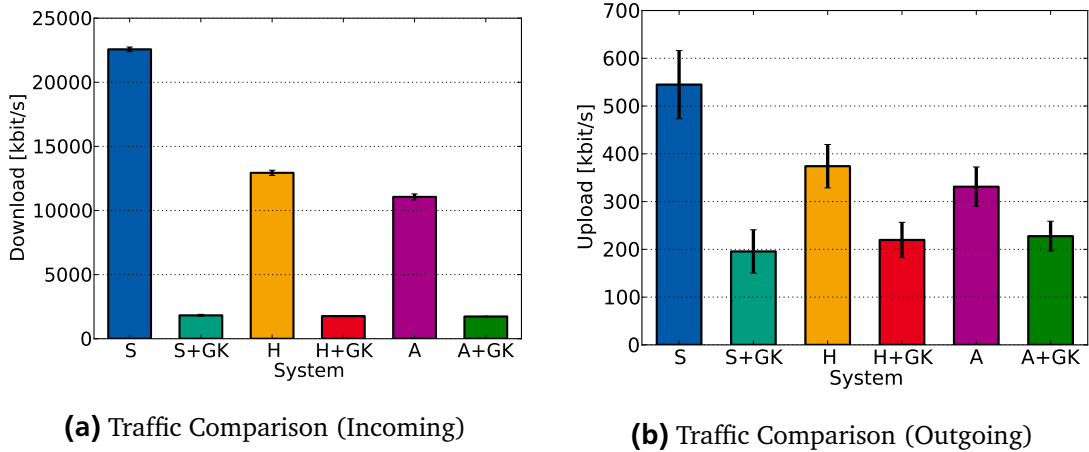 25000
20000
15000
10000
5000
0
Download [kbit/s]
S S+GK H H+GK A A+GK
System
(a) Traffic Comparison (Incoming)
700
600
500
400
300
200
100
0
Upload [kbit/s]
S S+GK H H+GK A A+GK
System
(b) Traffic Comparison (Outgoing)